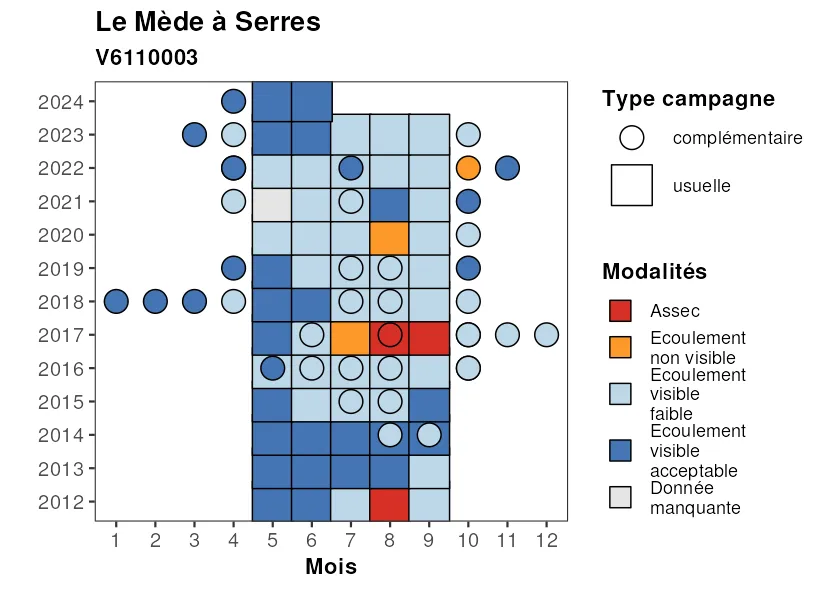 Le Mède à Serres
V6110003
2024
2023
2022
2021
2020
2019
2018
2017
2016
2015
2014
2013
2012
1 2 3 4 5 6 7 8 9 10 11 12
Mois
Type campagne
complémentaire
usuelle
Modalités
Assec
Ecoulement
non visible
Ecoulement
visible
faible
Ecoulement
visible
acceptable
Donnée
manquante